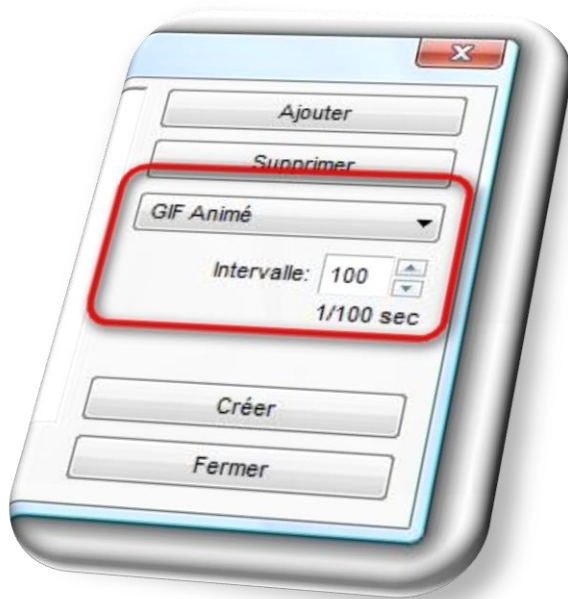 Ajouter
Supprimer
GIF Animé
Intervalle: 100
1/100 sec
Créer
Fermer